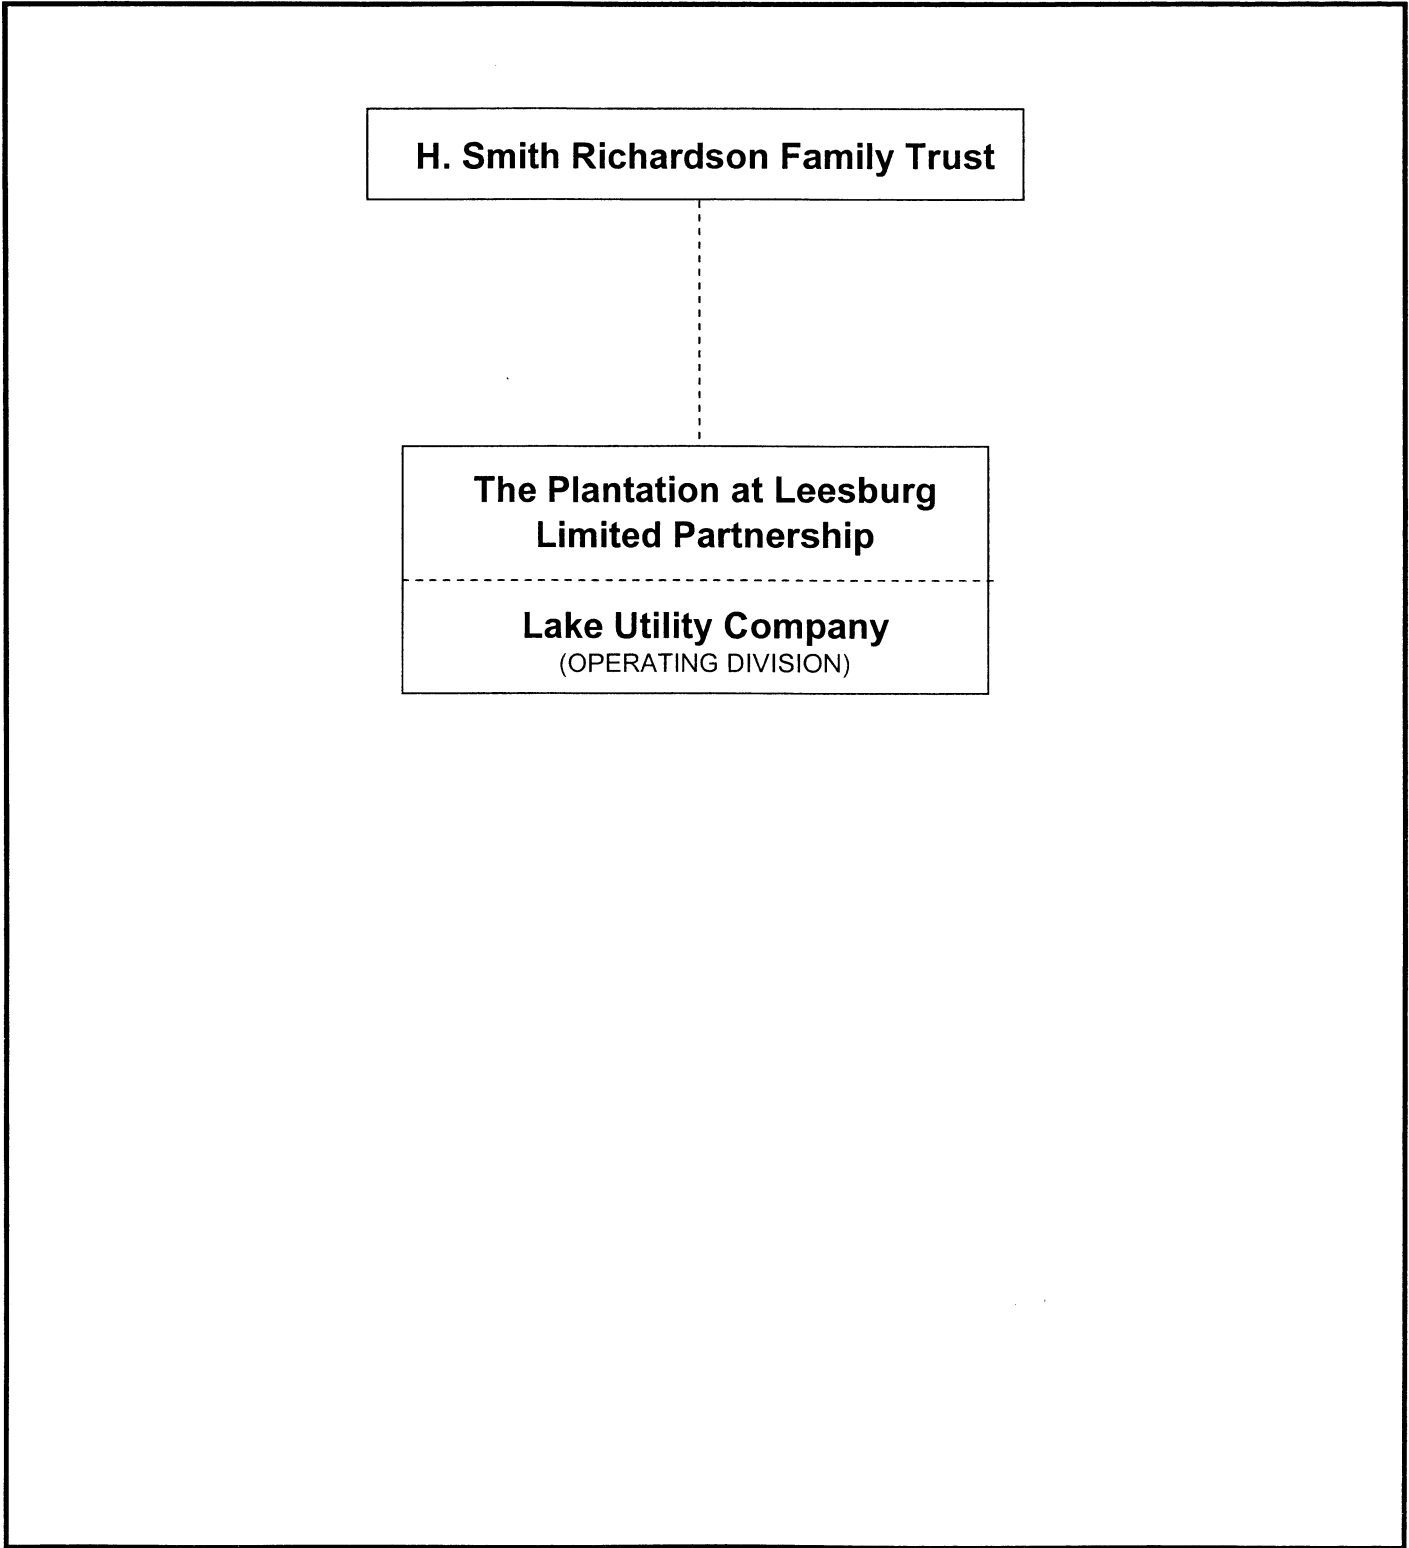 H. Smith Richardson Family Trust
The Plantation at Leesburg
Limited Partnership
Lake Utility Company
(OPERATING DIVISION)